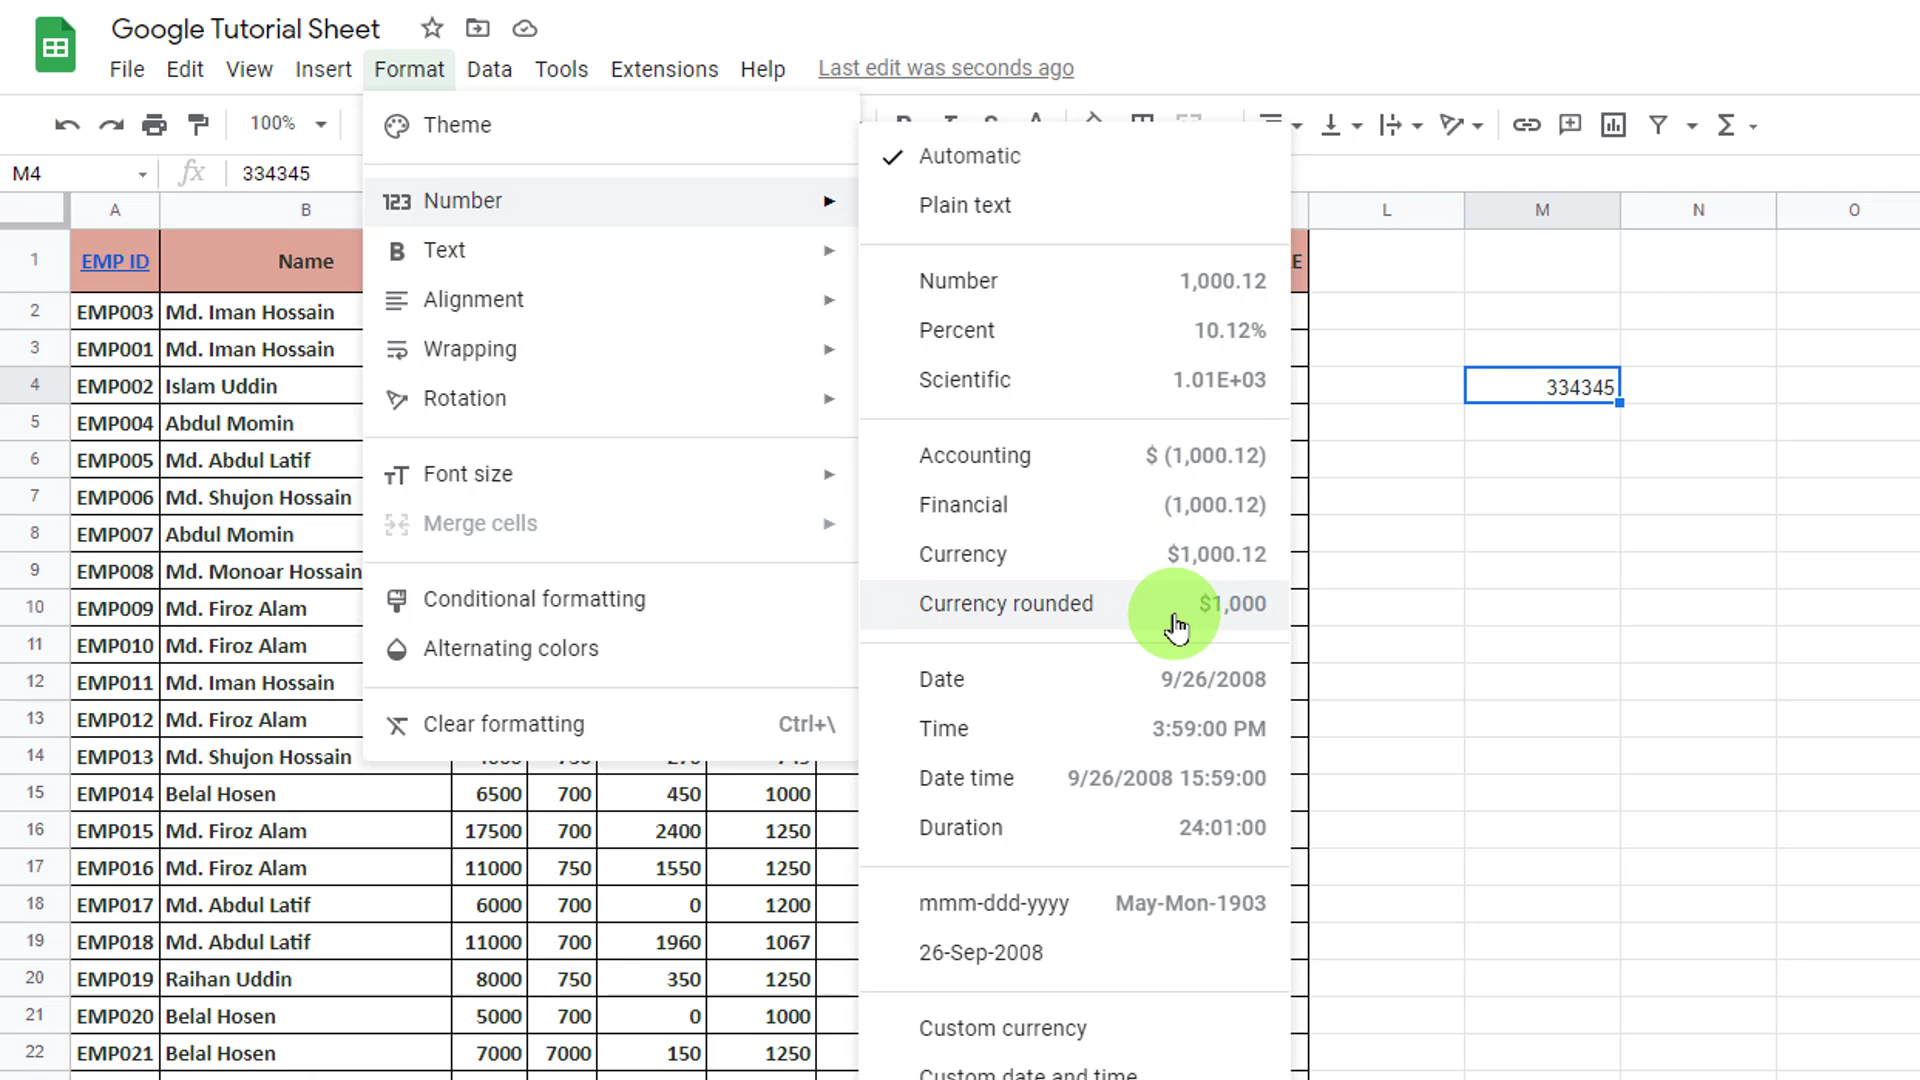 Google Tutorial Sheet
File Edit View Insert Format Data Tools Extensions Help Last edit was seconds ago
100%
M4 fx 334345
Theme
Number
Text
Alignment
Wrapping
Rotation
Font size
Merge cells
Conditional formatting
Alternating colors
Clear formatting Ctrl+\
Automatic
Plain text
Number 1,000.12
Percent 10.12%
Scientific 1.01E+03
Accounting $ (1,000.12)
Financial (1,000.12)
Currency $1,000.12
Currency rounded $1,000
Date 9/26/2008
Time 3:59:00 PM
Date time 9/26/2008 15:59:00
Duration 24:01:00
mmm-ddd-yyyy May-Mon-1903
26-Sep-2008
Custom currency
Custom date and time
A B L M N O
1 EMP ID Name E
2 EMP003 Md. Iman Hossain
3 EMP001 Md. Iman Hossain
4 EMP002 Islam Uddin 334345
5 EMP004 Abdul Momin
6 EMP005 Md. Abdul Latif
7 EMP006 Md. Shujon Hossain
8 EMP007 Abdul Momin
9 EMP008 Md. Monoar Hossain
10 EMP009 Md. Firoz Alam
11 EMP010 Md. Firoz Alam
12 EMP011 Md. Iman Hossain
13 EMP012 Md. Firoz Alam
14 EMP013 Md. Shujon Hossain
15 EMP014 Belal Hosen 6500 700 450 1000
16 EMP015 Md. Firoz Alam 17500 700 2400 1250
17 EMP016 Md. Firoz Alam 11000 750 1550 1250
18 EMP017 Md. Abdul Latif 6000 700 0 1200
19 EMP018 Md. Abdul Latif 11000 700 1960 1067
20 EMP019 Raihan Uddin 8000 750 350 1250
21 EMP020 Belal Hosen 5000 700 0 1000
22 EMP021 Belal Hosen 7000 7000 150 1250